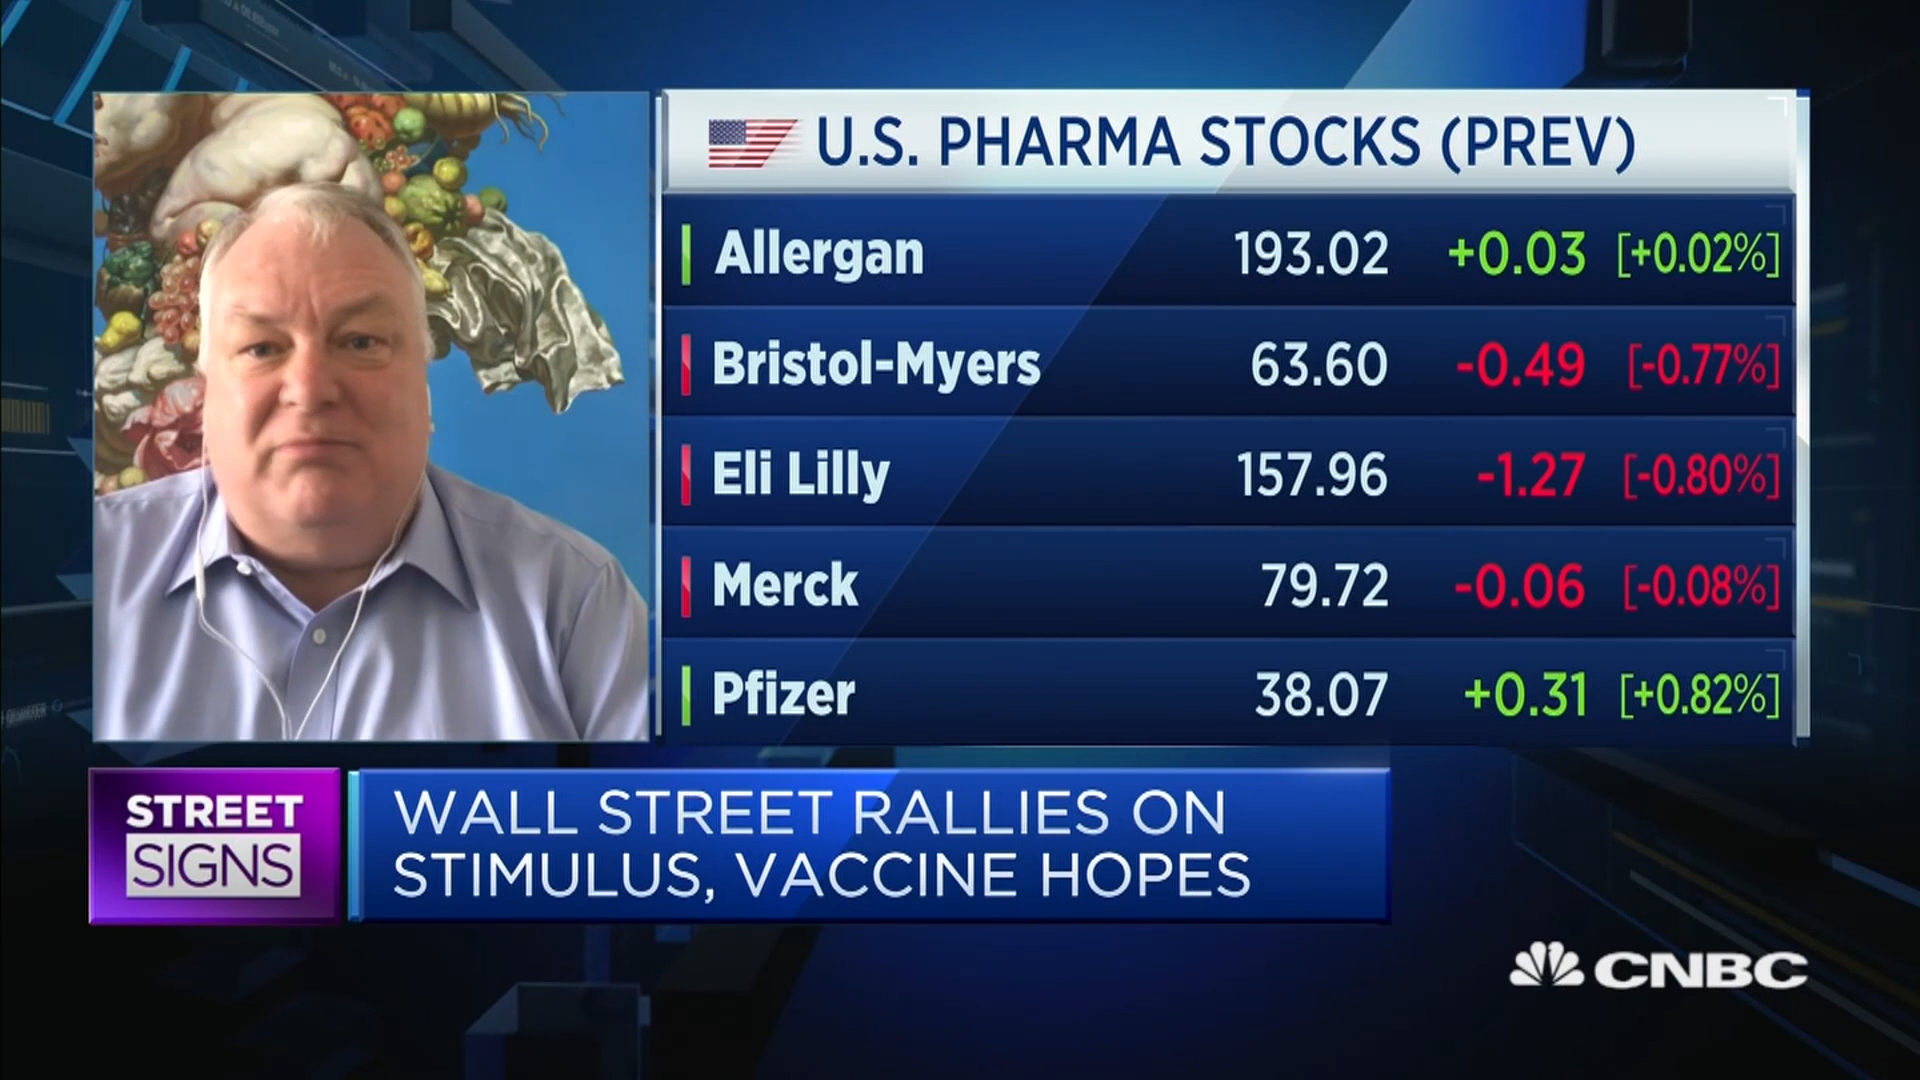 U.S. PHARMA STOCKS (PREV)
Allergan 193.02 +0.03 [+0.02%]
Bristol-Myers 63.60 -0.49 [-0.77%]
Eli Lilly 157.96 -1.27 [-0.80%]
Merck 79.72 -0.06 [-0.08%]
Pfizer 38.07 +0.31 [+0.82%]
STREET
SIGNS
WALL STREET RALLIES ON
STIMULUS, VACCINE HOPES
CNBC